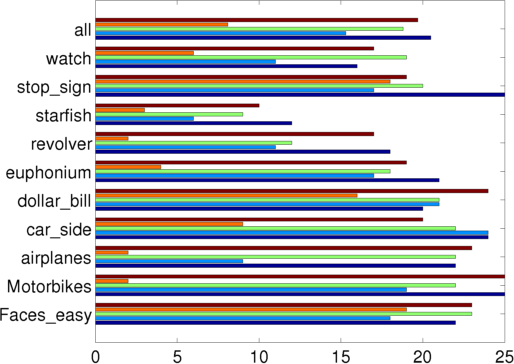 all
watch
stop_sign
starfish
revolver
euphonium
dollar_bill
car_side
airplanes
Motorbikes
Faces_easy
0 5 10 15 20 25